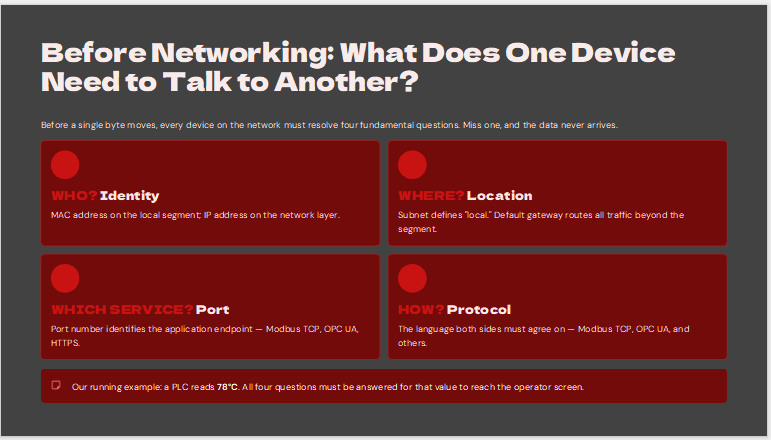 Before Networking: What Does One Device
Need to Talk to Another?
Before a single byte moves, every device on the network must resolve four fundamental questions. Miss one, and the data never arrives.
WHO? Identity
MAC address on the local segment; IP address on the network layer.
WHERE? Location
Subnet defines "local." Default gateway routes all traffic beyond the
segment.
WHICH SERVICE? Port
Port number identifies the application endpoint — Modbus TCP, OPC UA,
HTTPS.
HOW? Protocol
The language both sides must agree on — Modbus TCP, OPC UA, and
others.
Our running example: a PLC reads 78°C. All four questions must be answered for that value to reach the operator screen.